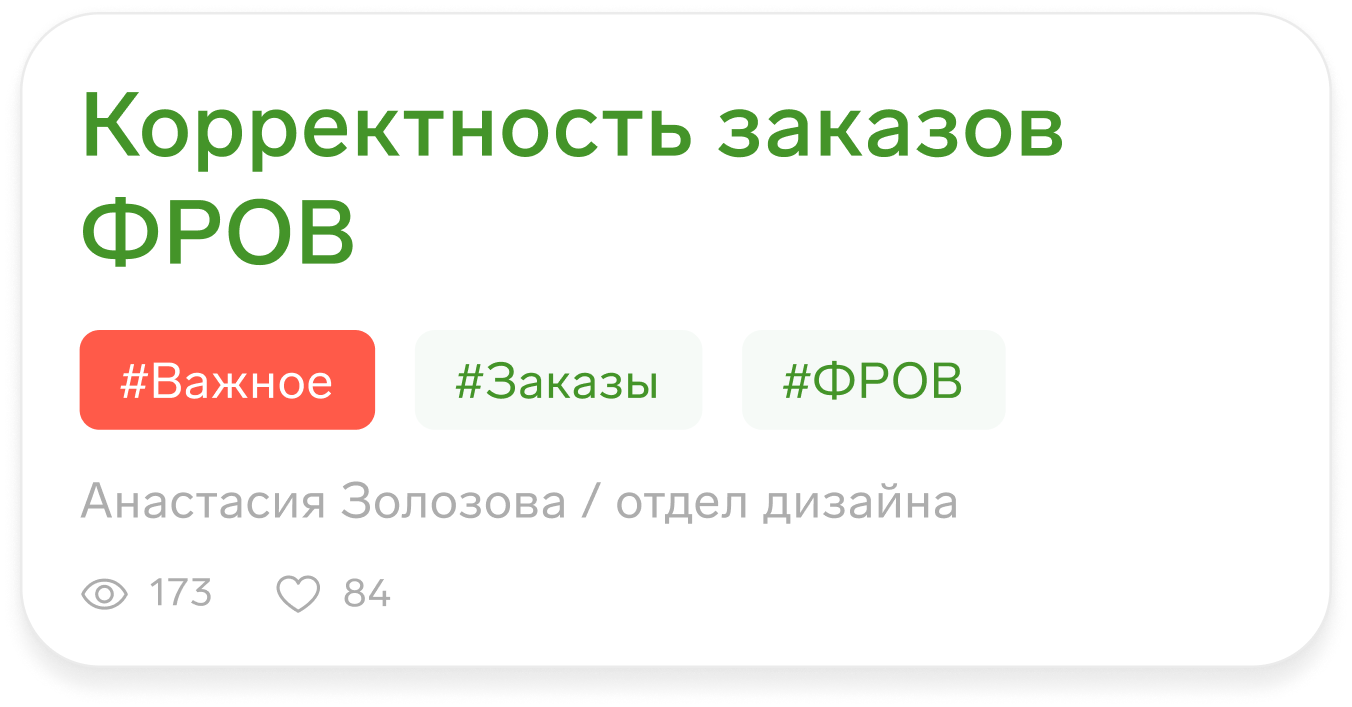 Корректность заказов
ФРОВ
#Важное #Заказы #ФРОВ
Анастасия Золозова / отдел дизайна
173 84